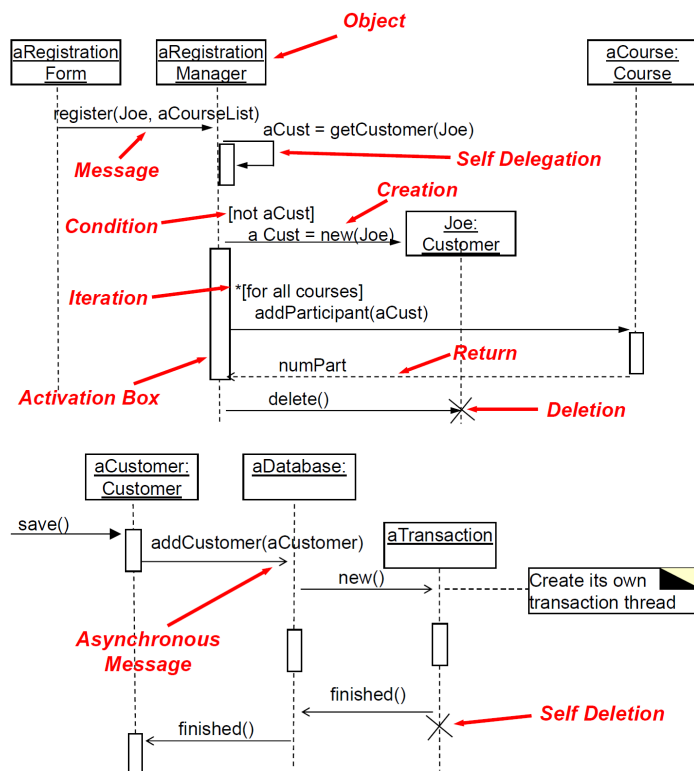 Object
aRegistration
Form
aRegistration
Manager
aCourse:
Course
register(Joe, aCourseList)
aCust = getCustomer(Joe)
Message
Self Delegation
Creation
Condition
[not aCust]
a Cust = new(Joe)
Joe:
Customer
Iteration
*[for all courses]
addParticipant(aCust)
Return
numPart
Activation Box
delete()
Deletion
aCustomer:
Customer
aDatabase:
save()
aTransaction
addCustomer(aCustomer)
new()
Create its own
transaction thread
Asynchronous
Message
finished()
Self Deletion
finished()